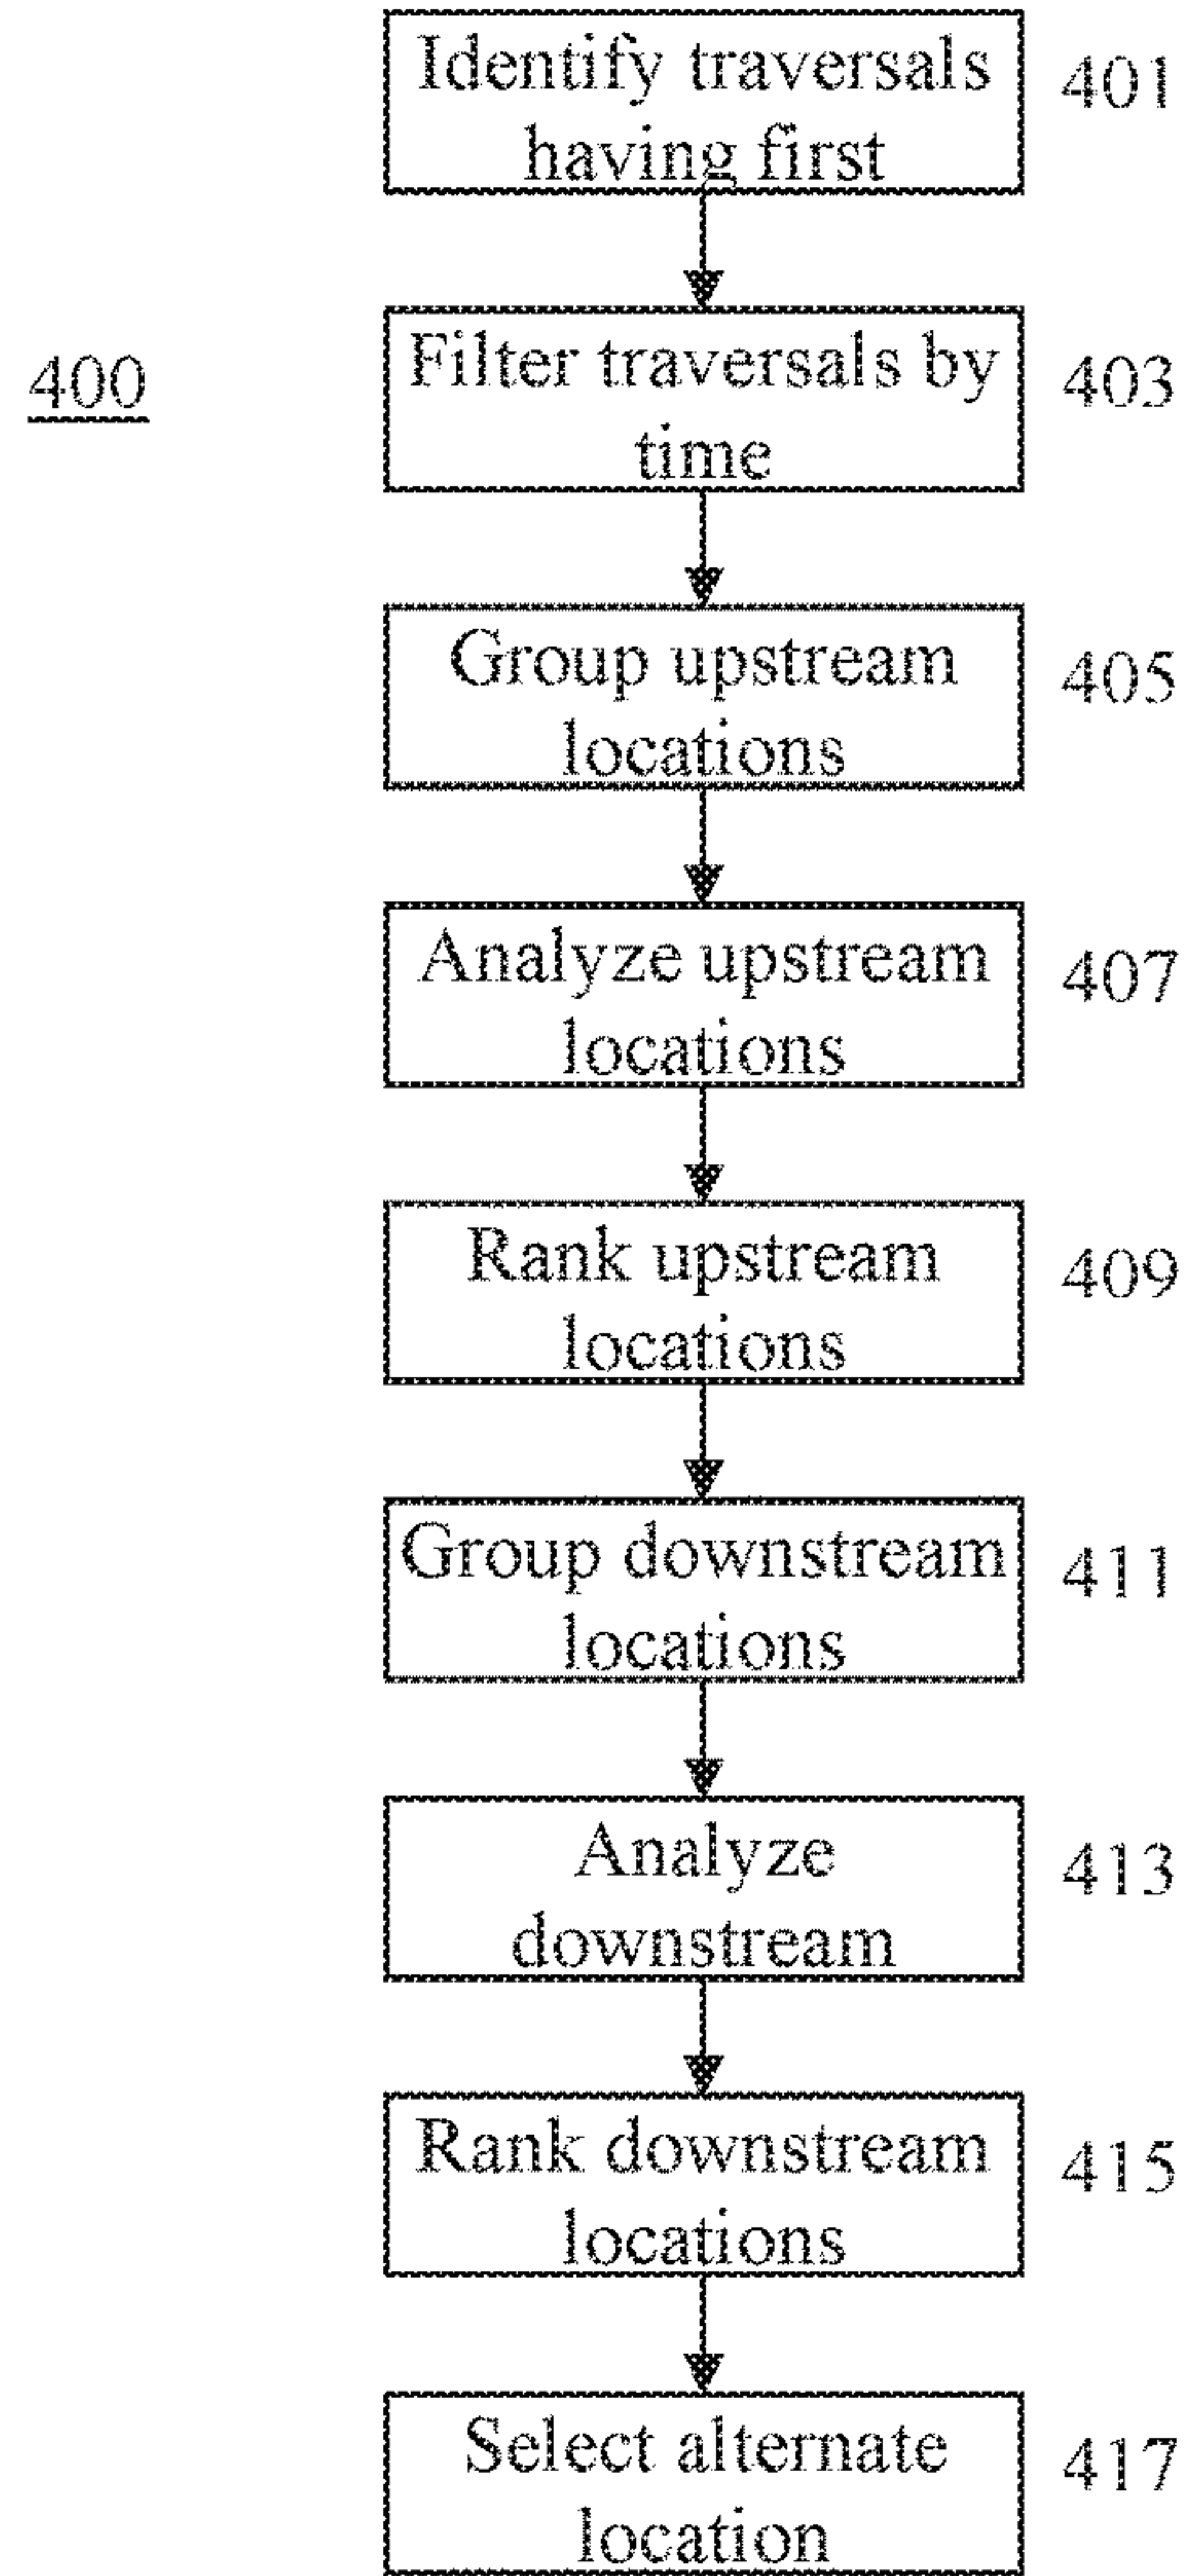 Identify traversals
having first
401
400
Filter traversals by
time
403
Group upstream
locations
405
Analyze upstream
locations
407
Rank upstream
locations
409
Group downstream
locations
411
Analyze
downstream
413
Rank downstream
locations
415
Select alternate
location
417